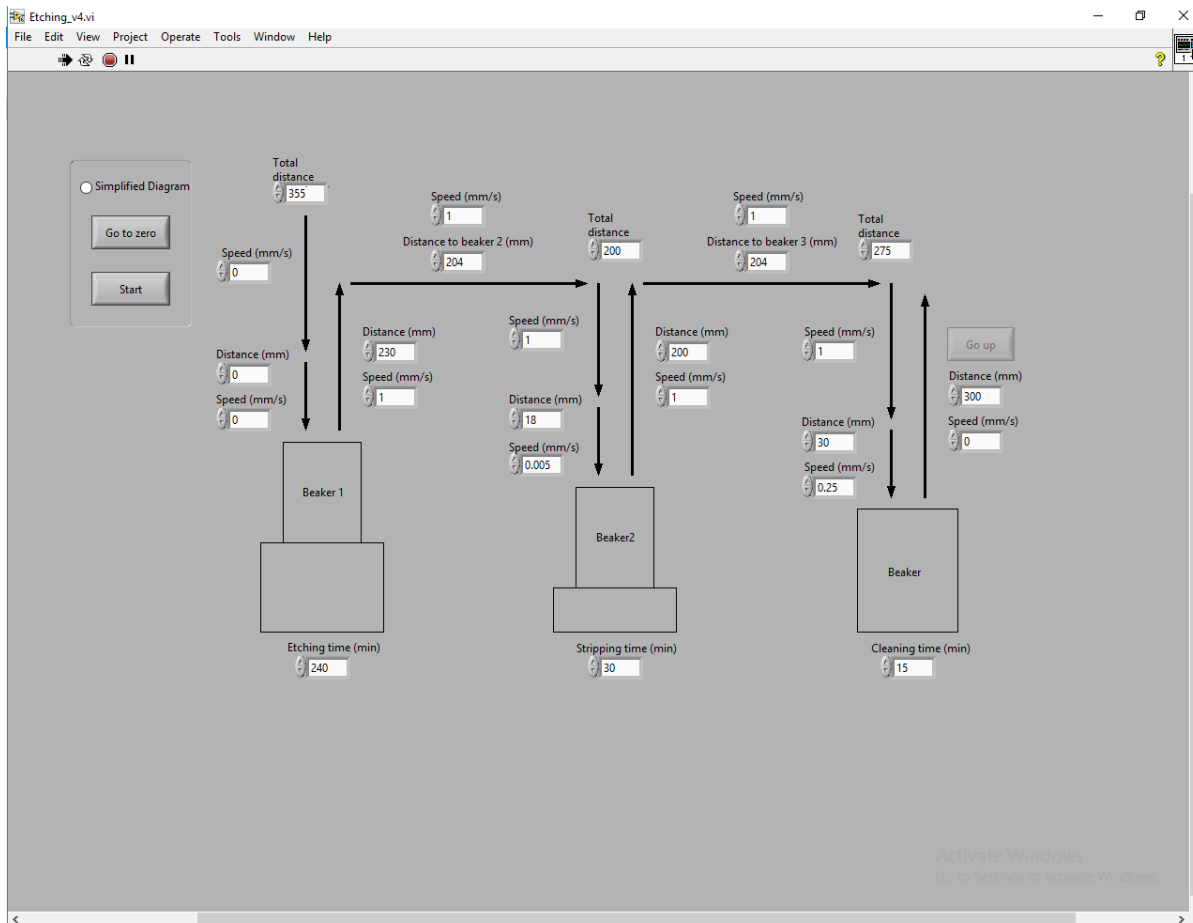 Etching_v4.vi
File Edit View Project Operate Tools Window Help
Simplified Diagram
Go to zero
Start
Total
distance
355
Speed (mm/s)
0
Distance (mm)
0
Speed (mm/s)
0
Distance (mm)
230
Speed (mm/s)
1
Beaker 1
Etching time (min)
240
Speed (mm/s)
1
Distance to beaker 2 (mm)
204
Total
distance
200
Speed (mm/s)
1
Distance (mm)
18
Speed (mm/s)
0.005
Distance (mm)
200
Speed (mm/s)
1
Beaker2
Stripping time (min)
30
Speed (mm/s)
1
Distance to beaker 3 (mm)
204
Total
distance
275
Speed (mm/s)
1
Distance (mm)
30
Speed (mm/s)
0.25
Go up
Distance (mm)
300
Speed (mm/s)
0
Beaker
Cleaning time (min)
15
Activate Windows
Go to Settings to activate Windows.
1